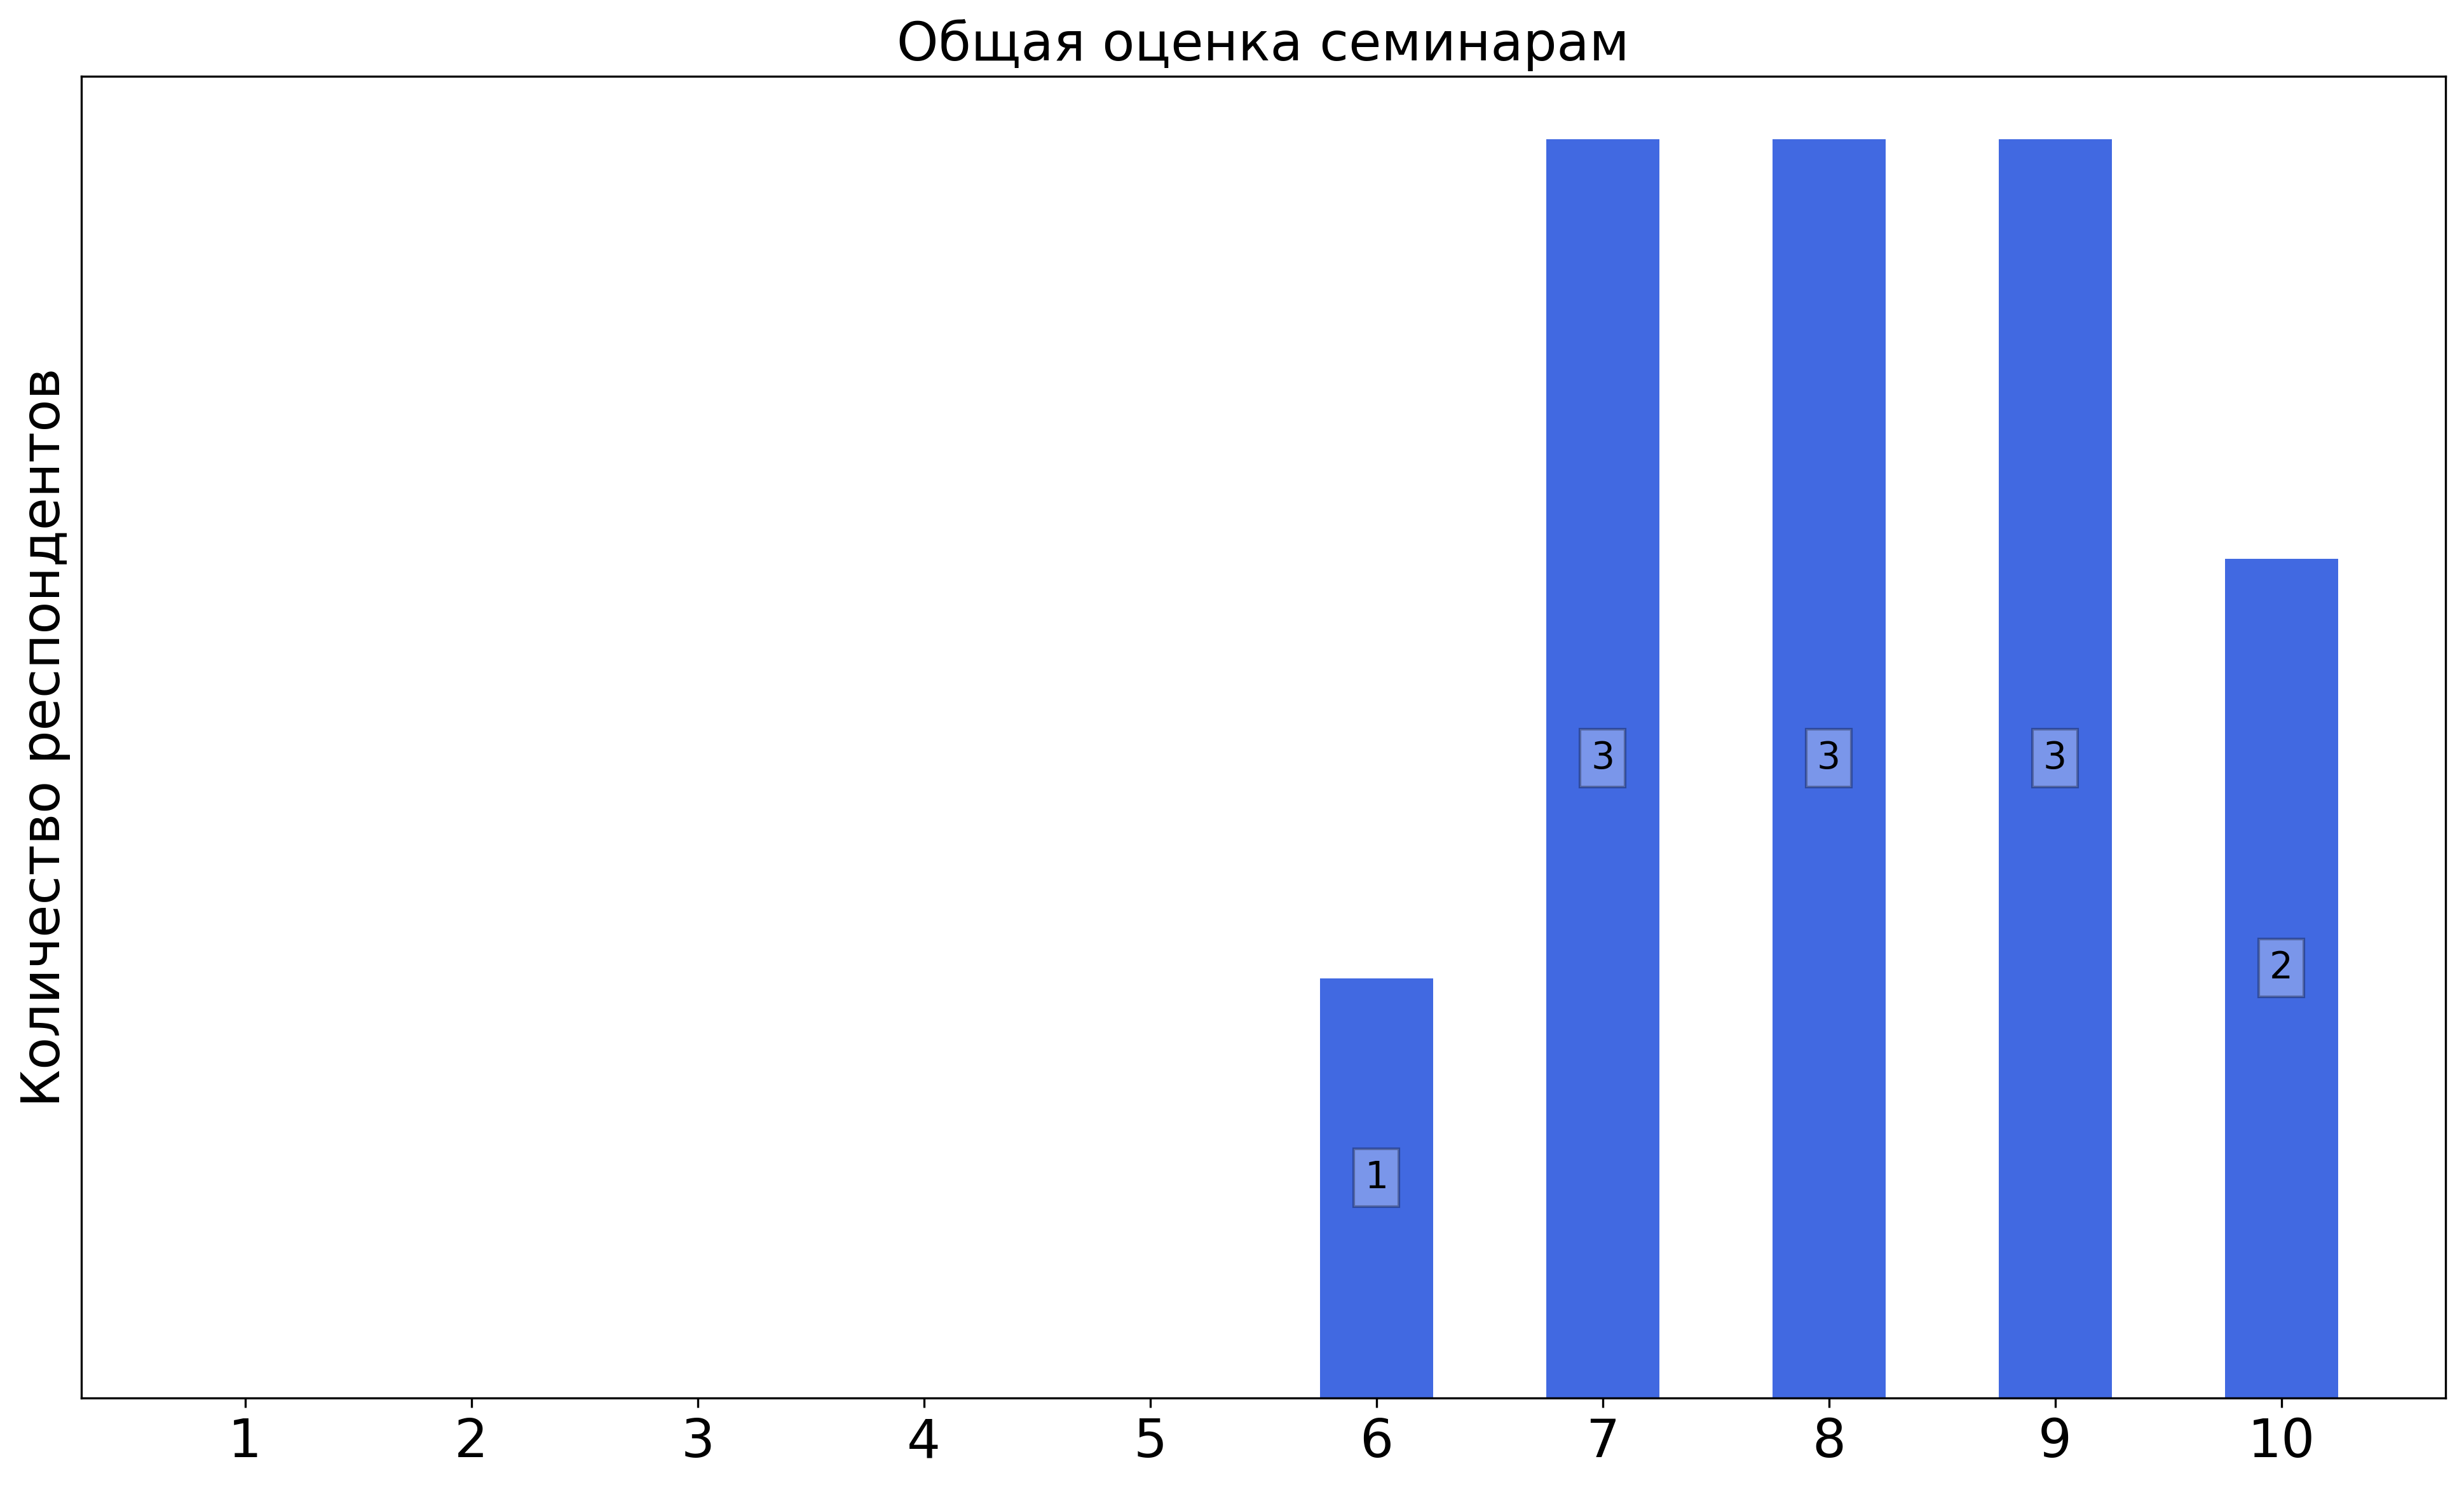 Общая оценка семинарам
Количество респондентов
3 3 3
2
1
1 2 3 4 5 6 7 8 9 10